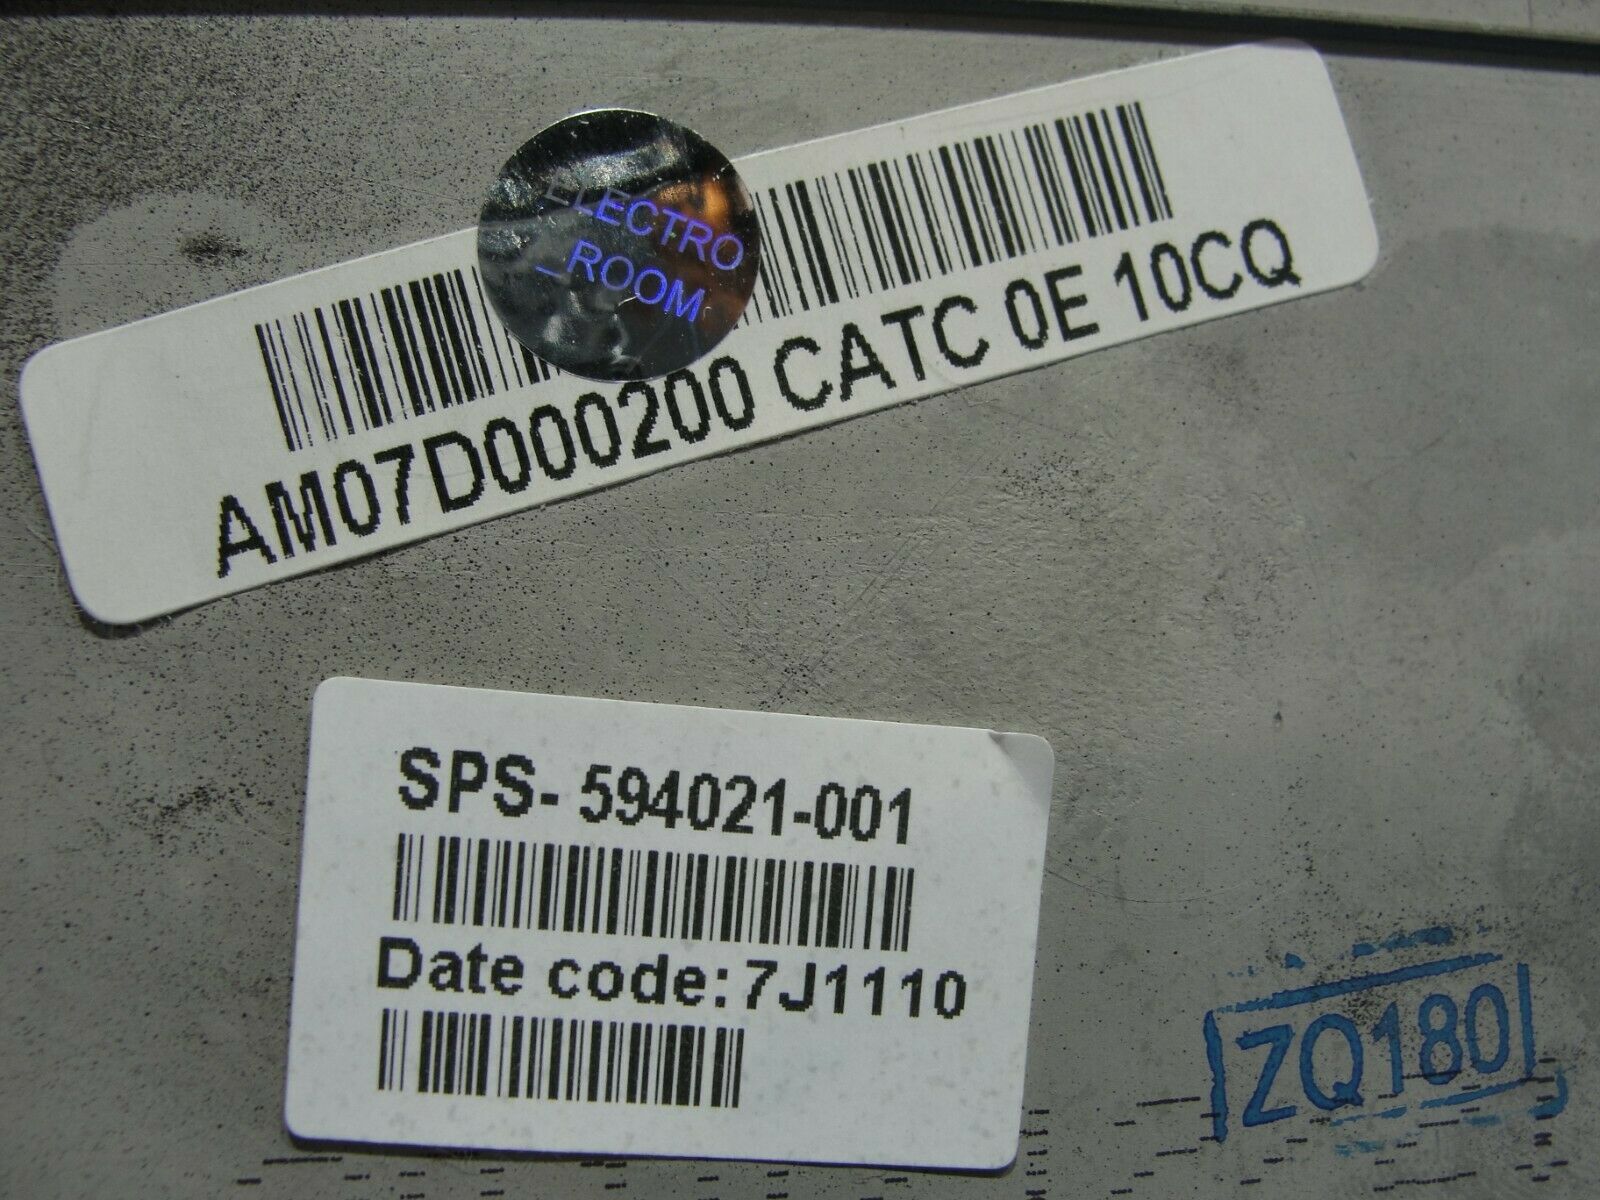 ELECTRO
_ROOM
AM07D000200 CATC 0E 10CQ
SPS- 594021-001
Date code:7J1110
ZQ180